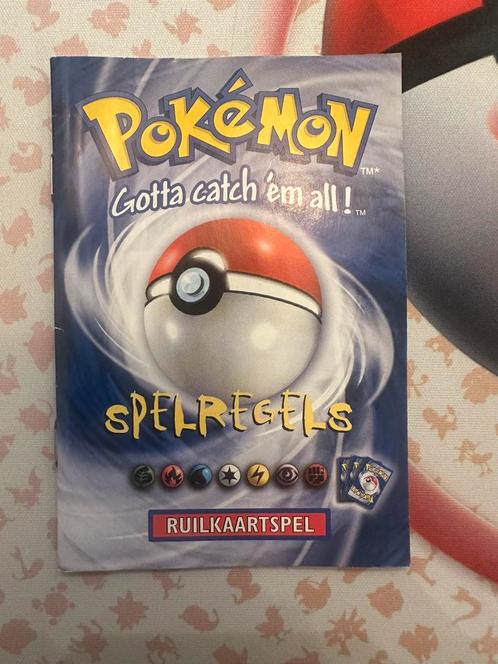 POKéMON
TM*
Gotta catch 'em all!
TM
SPELREGELS
RUILKAARTSPEL